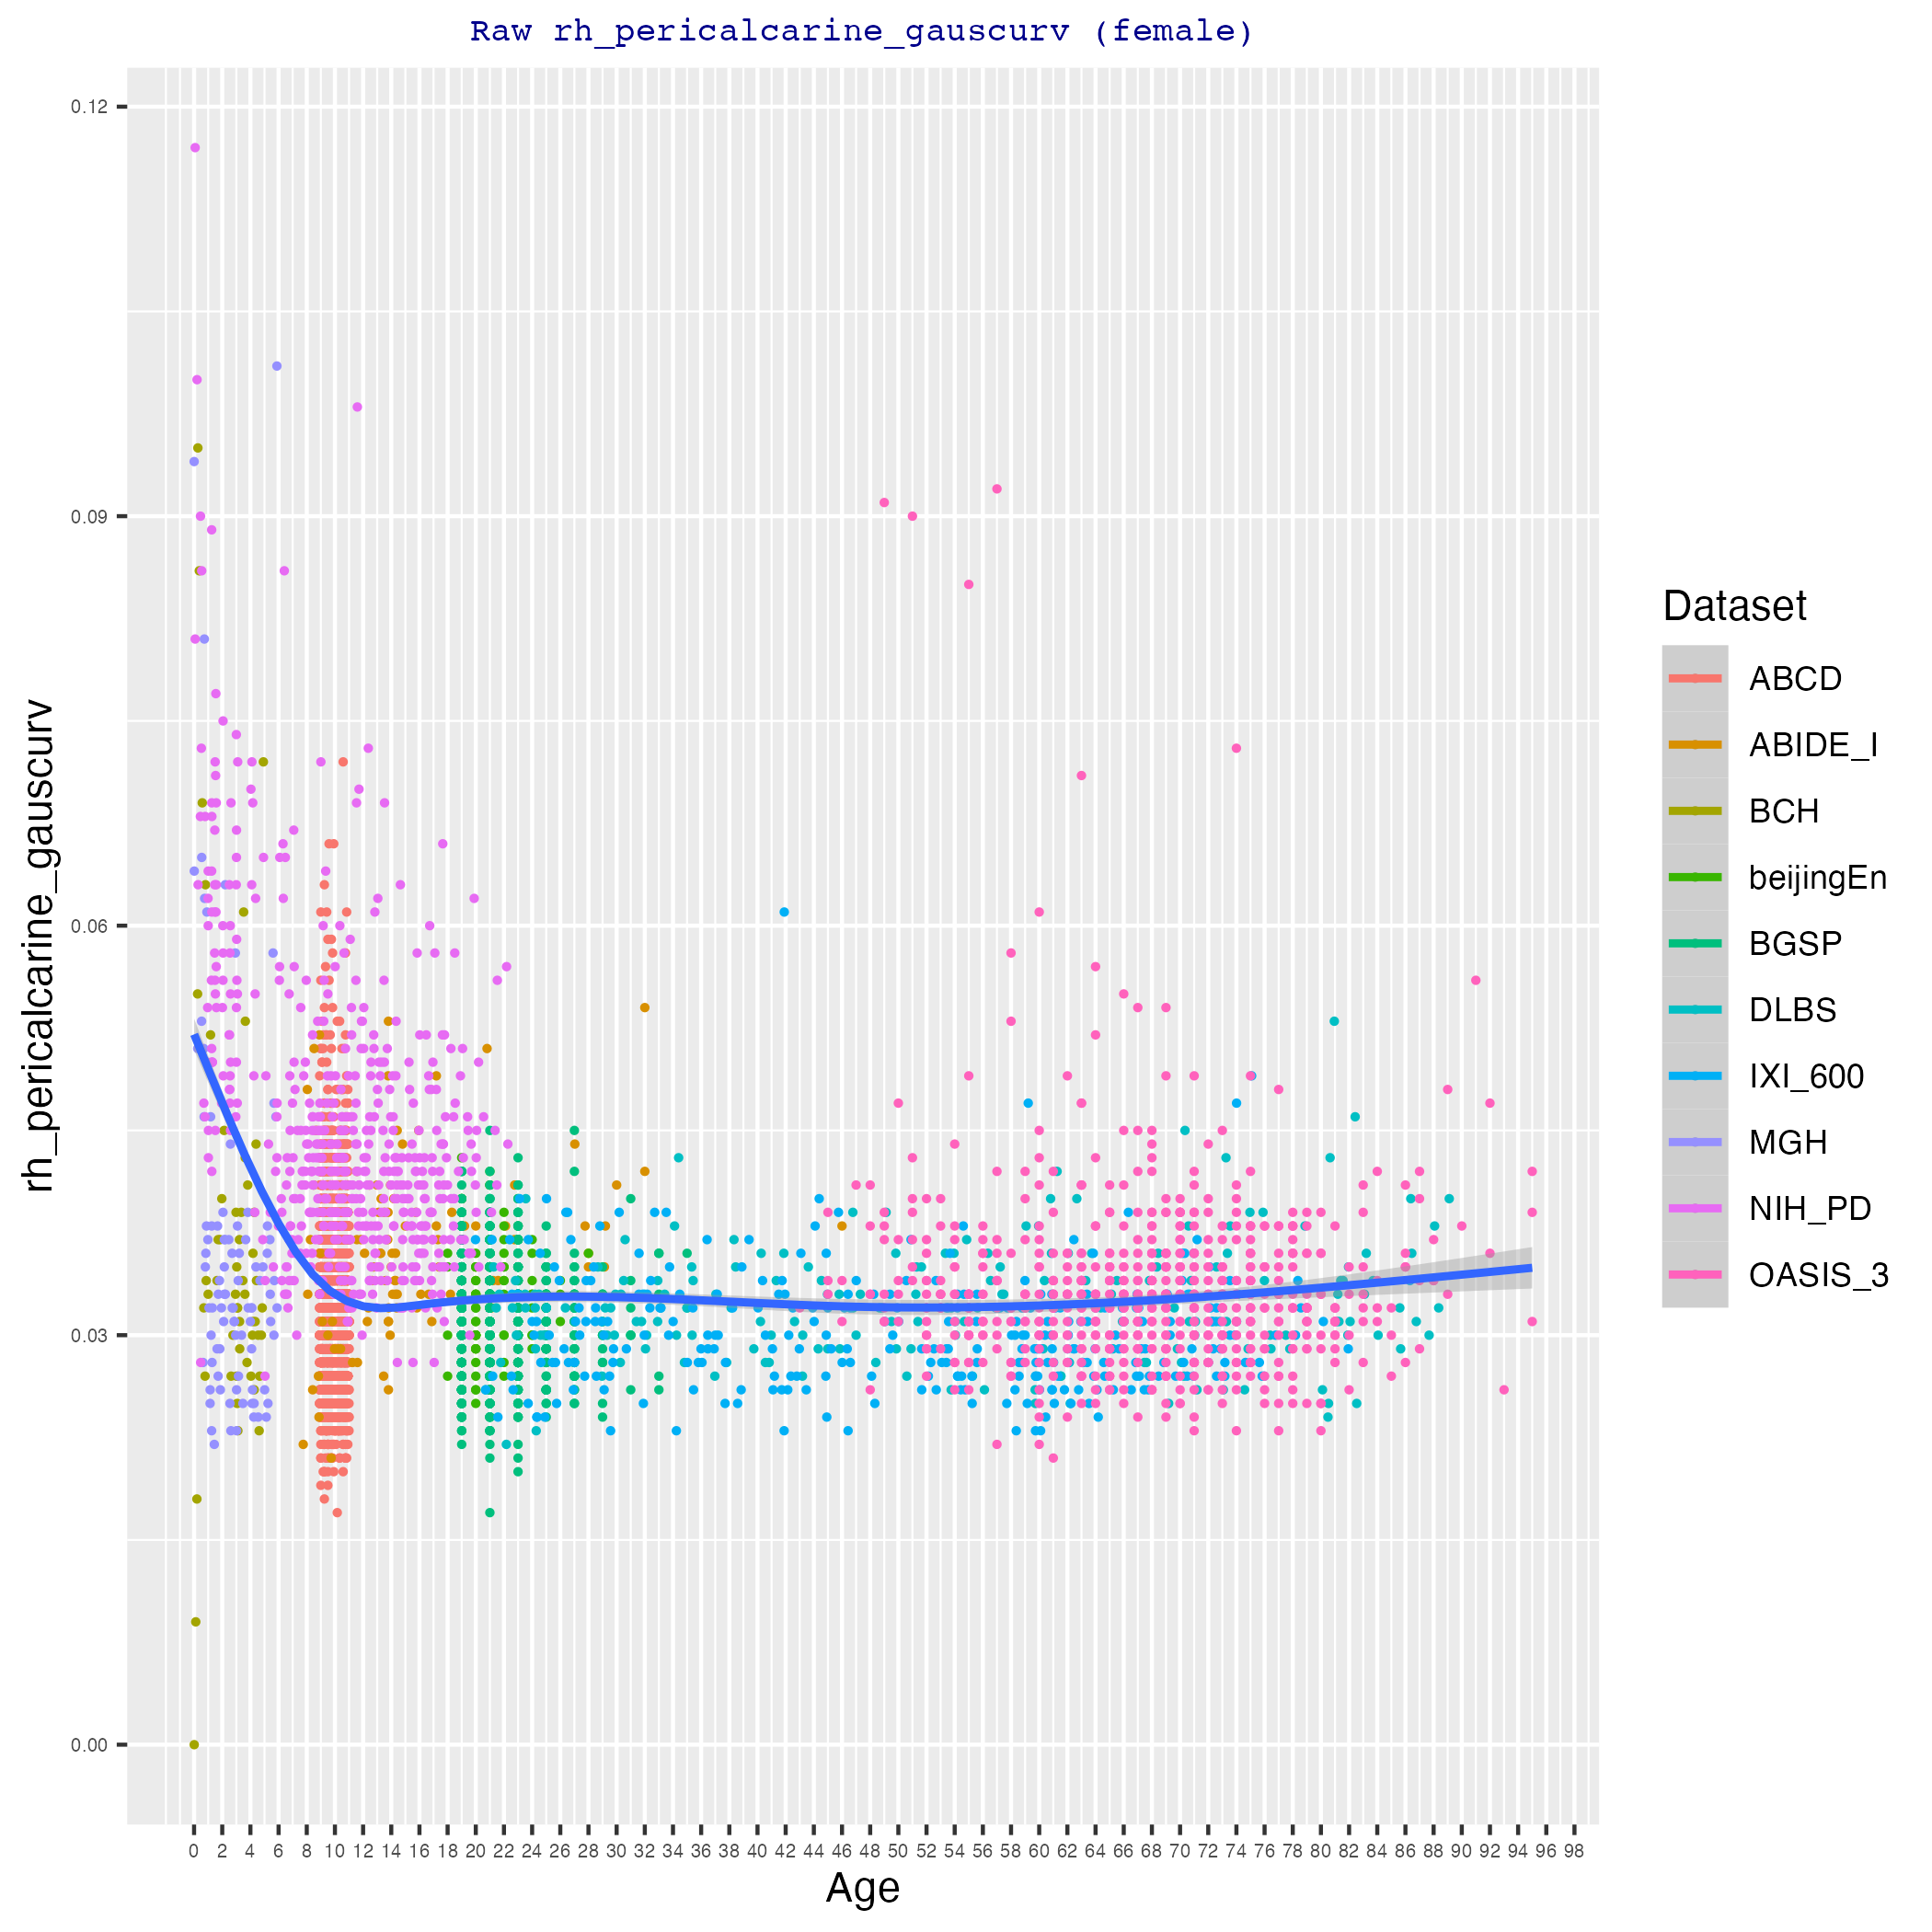 Raw rh_pericalcarine_gauscurv (female)
rh_pericalcarine_gauscurv
0.12
0.09
0.06
0.03
0.00
0 2 4 6 8 10 12 14 16 18 20 22 24 26 28 30 32 34 36 38 40 42 44 46 48 50 52 54 56 58 60 62 64 66 68 70 72 74 76 78 80 82 84 86 88 90 92 94 96 98
Age
Dataset
ABCD
ABIDE_I
BCH
beijingEn
BGSP
DLBS
IXI_600
MGH
NIH_PD
OASIS_3